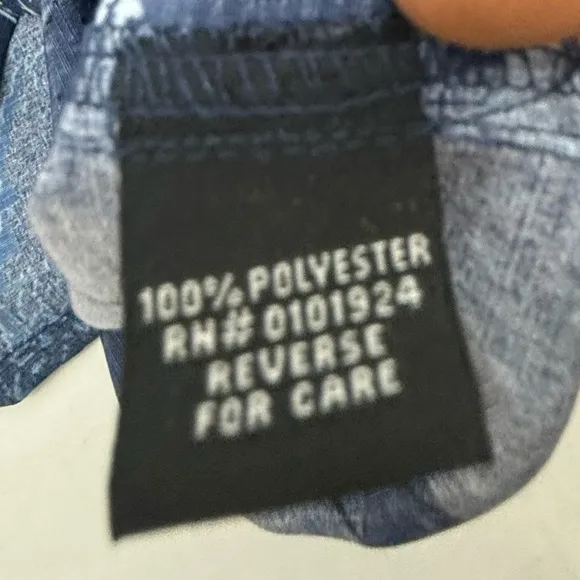 100% POLYESTER
RN# 0101924
REVERSE
FOR CARE